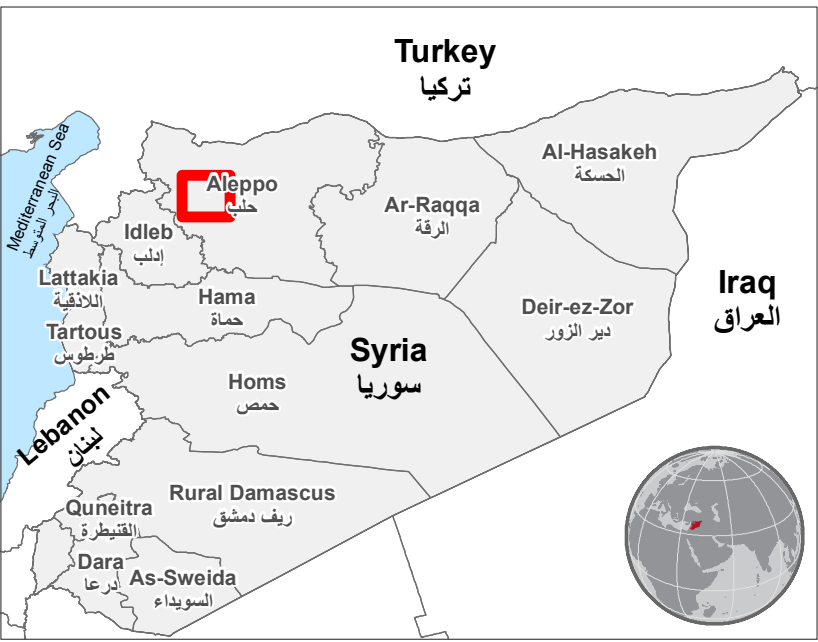 Turkey
تركيا
Mediterranean Sea
البحر المتوسط
Al-Hasakeh
الحسكة
Aleppo
حلب
Ar-Raqqa
الرقة
Idleb
إدلب
Lattakia
اللاذقية
Hama
حماة
Deir-ez-Zor
دير الزور
Iraq
العراق
Tartous
طرطوس
Syria
سوريا
Homs
حمص
Lebanon
لبنان
Rural Damascus
ريف دمشق
Quneitra
القنيطرة
Dara
درعا
As-Sweida
السويداء